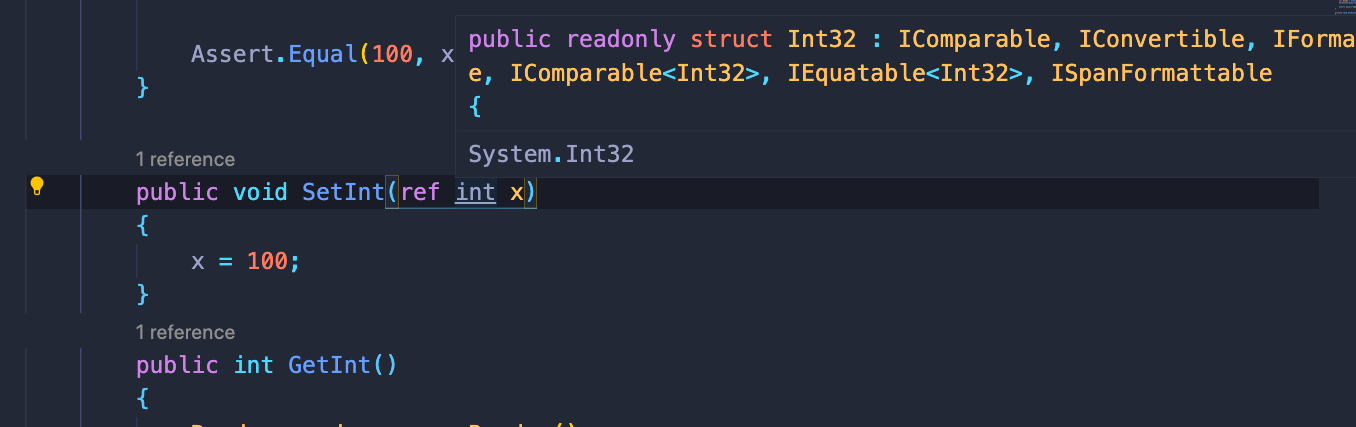 Assert.Equal(100, x
}
public readonly struct Int32 : IComparable, IConvertible, IForma
e, IComparable<Int32>, IEquatable<Int32>, ISpanFormattable
{
System.Int32
1 reference
public void SetInt(ref int x)
{
x = 100;
}
1 reference
public int GetInt()
{